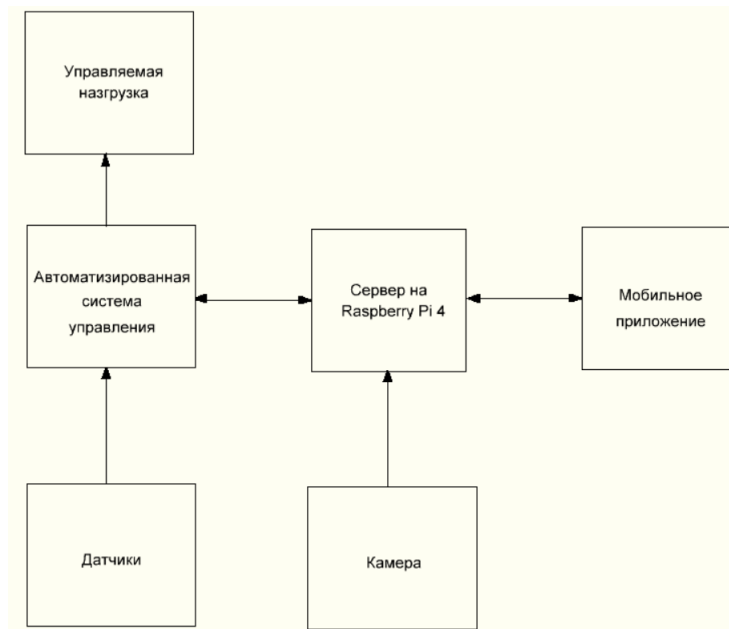 Управляемая
назгрузка
Автоматизированная
система
управления
Сервер на
Raspberry Pi 4
Мобильное
приложение
Датчики
Камера